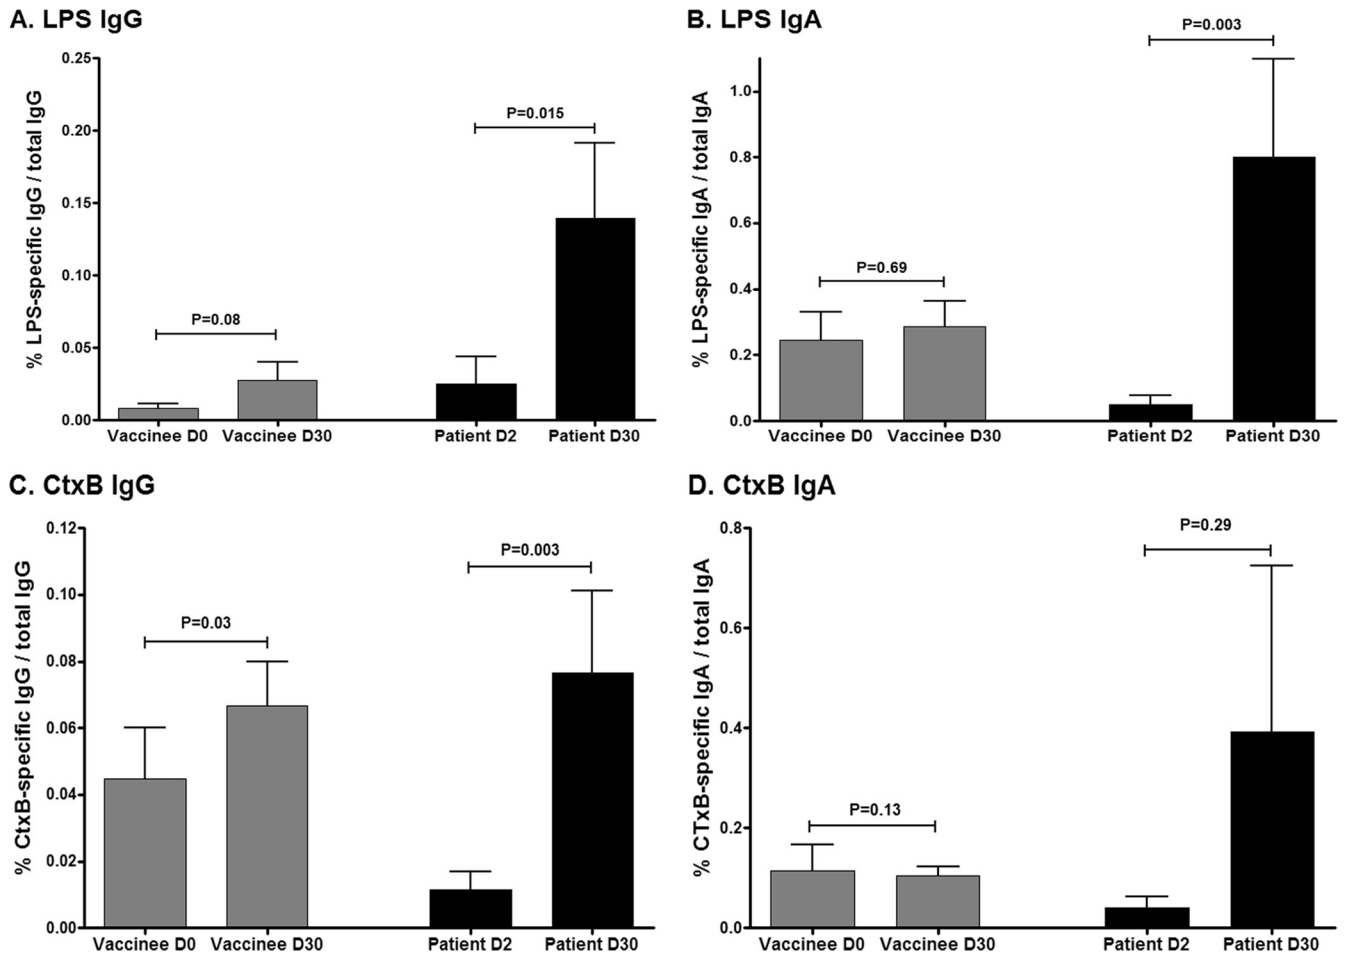 A. LPS IgG
% LPS-specific IgG / total IgG
0.25
0.20
0.15
0.10
0.05
0.00
P=0.08
P=0.015
Vaccinee D0 Vaccinee D30 Patient D2 Patient D30
B. LPS IgA
% LPS-specific IgA / total IgA
1.0
0.8
0.6
0.4
0.2
0.0
P=0.69
P=0.003
Vaccinee D0 Vaccinee D30 Patient D2 Patient D30
C. CtxB IgG
% CtxB-specific IgG / total IgG
0.12
0.10
0.08
0.06
0.04
0.02
0.00
P=0.03
P=0.003
Vaccinee D0 Vaccinee D30 Patient D2 Patient D30
D. CtxB IgA
% CTxB-specific IgA / total IgA
0.8
0.6
0.4
0.2
0.0
P=0.13
P=0.29
Vaccinee D0 Vaccinee D30 Patient D2 Patient D30